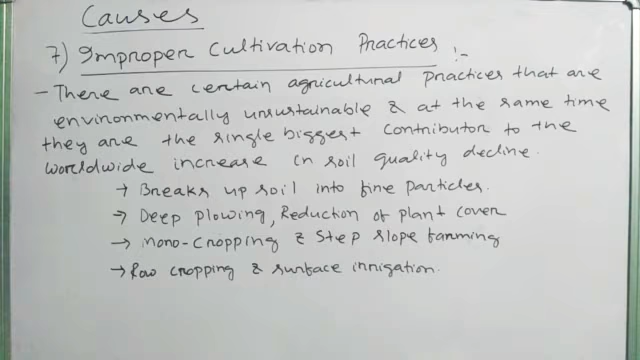 Causes
7) Improper Cultivation Practices :-
- There are certain agricultural practices that are
environmentally unsustainable & at the same time
they are the single biggest contributor to the
worldwide increase in soil quality decline.
→ Breaks up soil into fine particles.
→ Deep plowing, Reduction of plant cover
→ Mono-cropping & Step slope farming
→ Row cropping & surface irrigation.